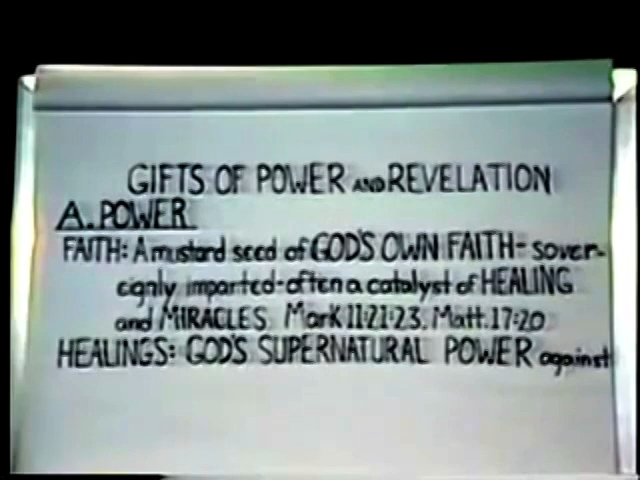 GIFTS OF POWER AND REVELATION
A. POWER
FAITH: A mustard seed of GOD'S OWN FAITH - sover-
eignly imparted - often a catalyst of HEALING
and MIRACLES. Mark 11:21-23, Matt. 17:20
HEALINGS: GOD'S SUPERNATURAL POWER against